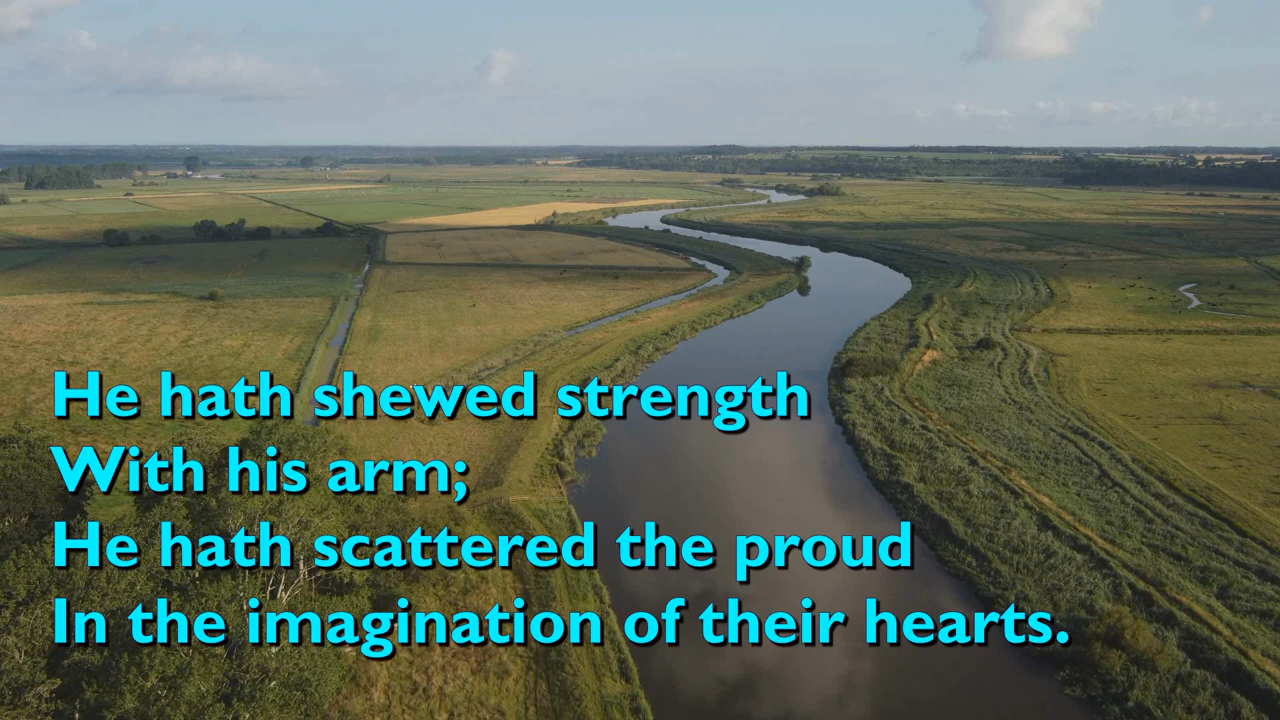 He hath shewed strength
With his arm;
He hath scattered the proud
In the imagination of their hearts.